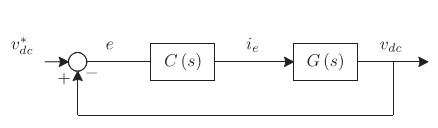 v*dc e C(s) ie G(s) vdc
+ −